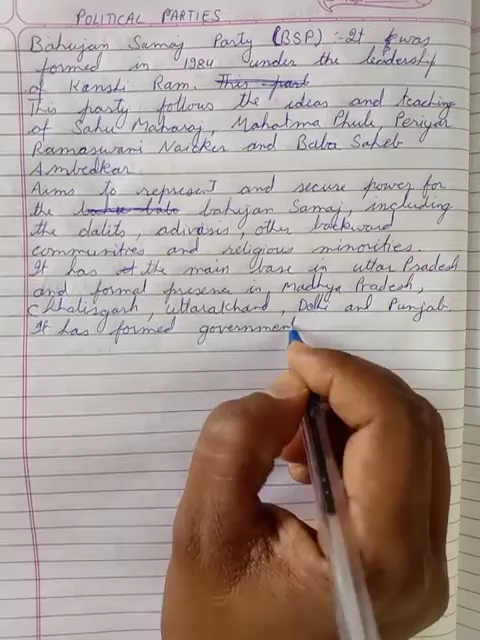 POLITICAL PARTIES
Bahujan Samaj Party (BSP) :- It was
formed in 1984 under the leadership
of Kanshi Ram. This part
This party follows the ideas and teaching
of Sahu Maharaj, Mahatma Phule, Periyar
Ramaswani Naicker and Baba Saheb
Ambedkar.
Aims to represent and secure power for
the bahujan Samaj, including
the dalits, adivasis, other backward
communities and religious minorities.
It has the main base in uttar Pradesh
and formal presence in, Madhya Pradesh,
Chhatisgarh, uttarakhand, Delhi and Punjab.
It has formed government